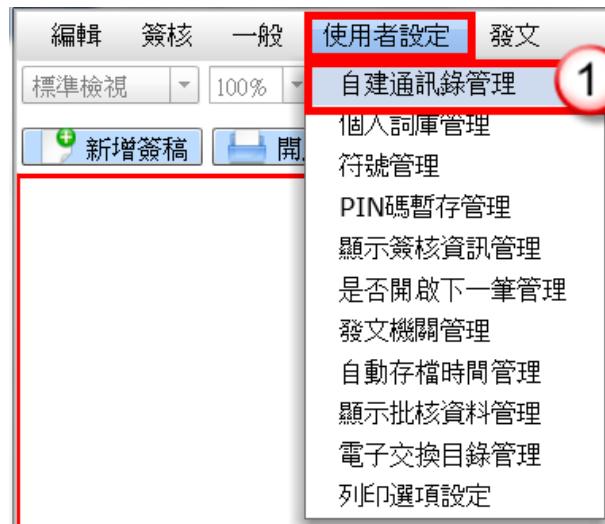 編輯 簽核 一般 使用者設定 發文
標準檢視 100% 自建通訊錄管理 1
個人詞庫管理
新增簽稿 開
符號管理
PIN碼暫存管理
顯示簽核資訊管理
是否開啟下一筆管理
發文機關管理
自動存檔時間管理
顯示批核資料管理
電子交換目錄管理
列印選項設定